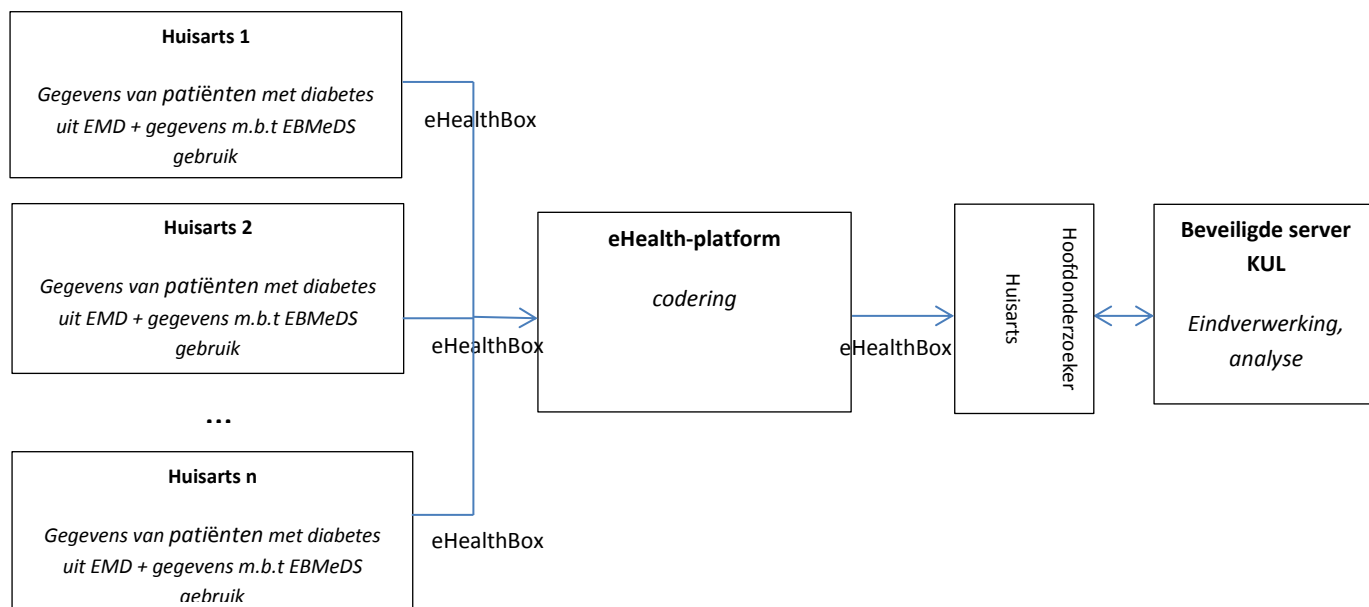 Huisarts 1
Gegevens van patiënten met diabetes
uit EMD + gegevens m.b.t EBMeDS
gebruik
eHealthBox
Huisarts 2
Gegevens van patiënten met diabetes
uit EMD + gegevens m.b.t EBMeDS
gebruik
eHealthBox
...
Huisarts n
Gegevens van patiënten met diabetes
uit EMD + gegevens m.b.t EBMeDS
gebruik
eHealthBox
eHealth-platform
codering
eHealthBox
Hoofdonderzoeker
Huisarts
Beveiligde server
KUL
Eindverwerking,
analyse